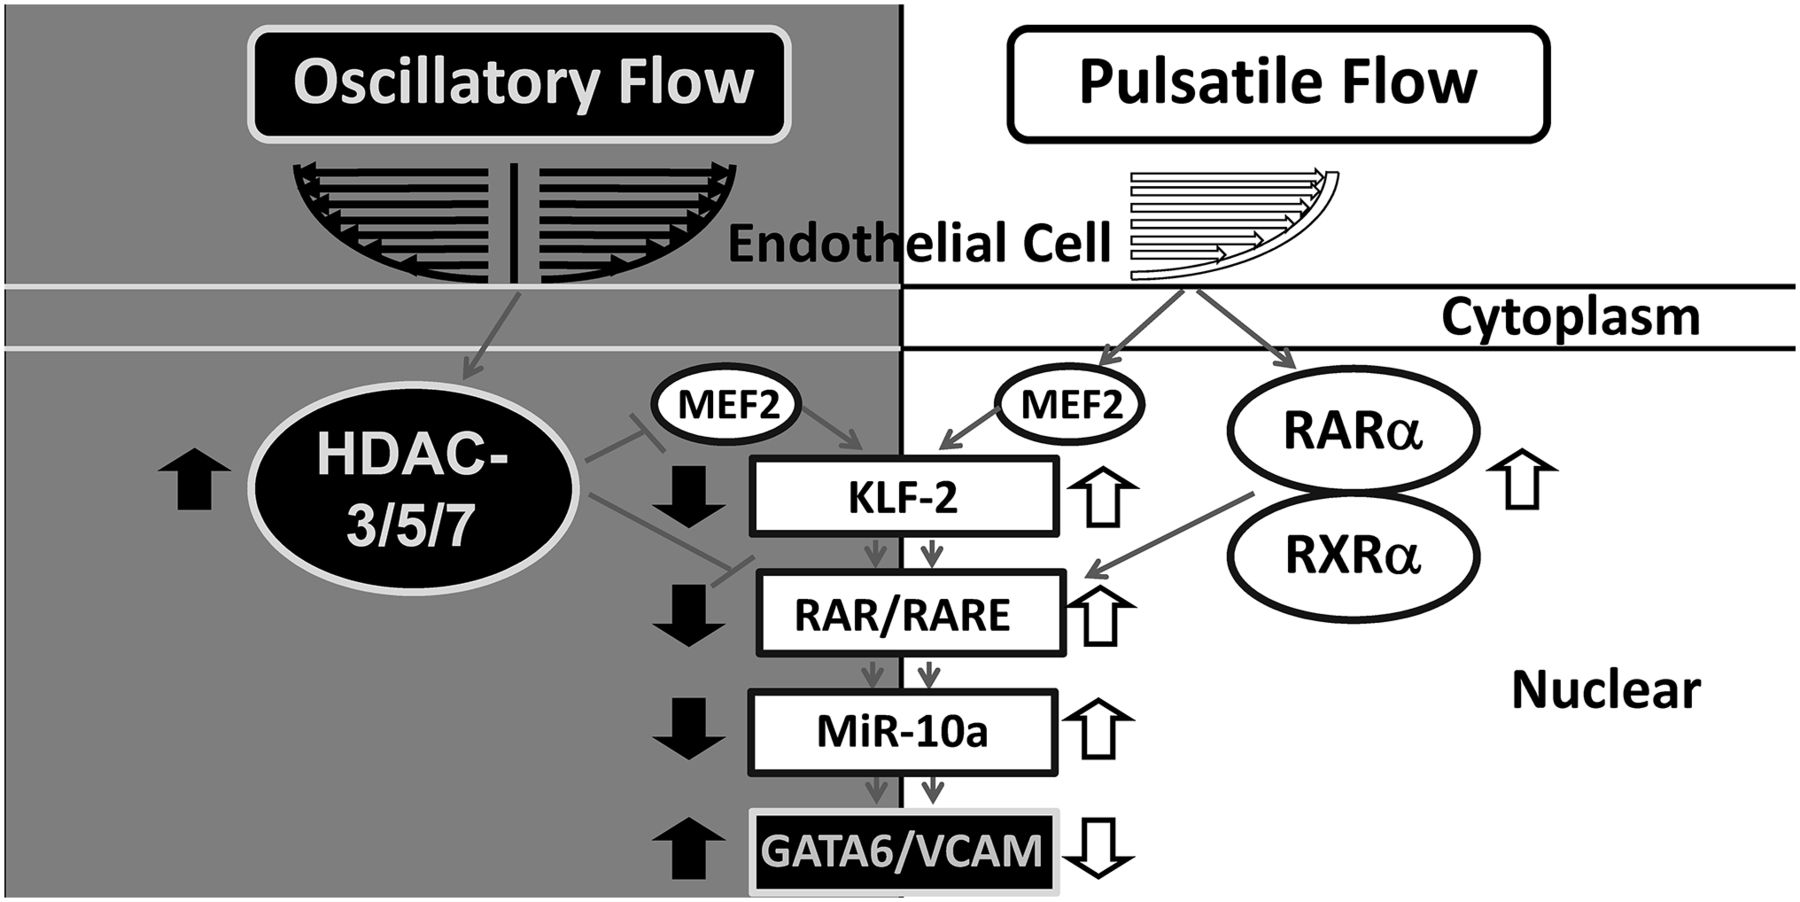 Oscillatory Flow
Pulsatile Flow
Endothelial Cell
Cytoplasm
HDAC-
3/5/7
MEF2
MEF2
RARα
RXRα
KLF-2
RAR/RARE
MiR-10a
GATA6/VCAM
Nuclear